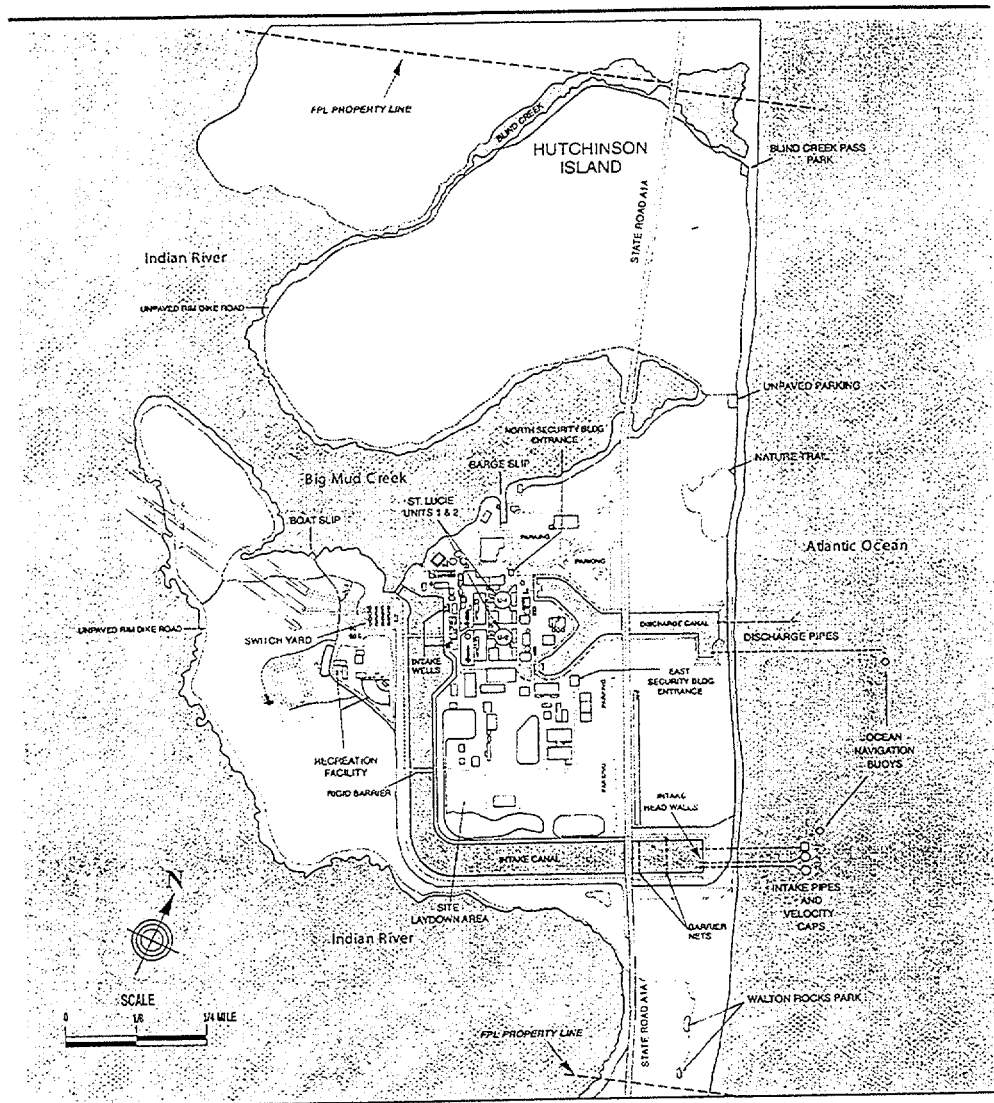 FPL PROPERTY LINE
BLIND CREEK
HUTCHINSON
ISLAND
BLIND CREEK PASS
PARK
STATE ROAD A1A
Indian River
UNPAVED RIM DIKE ROAD
UNPAVED PARKING
NORTH SECURITY BLDG
ENTRANCE
BARGE SLIP
NATURE TRAIL
Big Mud Creek
ST. LUCIE
UNITS 1 & 2
BOAT SLIP
PARKING
PARKING
Atlantic Ocean
UNPAVED RIM DIKE ROAD
SWITCH YARD
DISCHARGE CANAL
DISCHARGE PIPES
INTAKE
WELLS
EAST
SECURITY BLDG
ENTRANCE
PARKING
OCEAN
NAVIGATION
BUOYS
RECREATION
FACILITY
RIGID BARRIER
PARKING
INTAKE
HEAD WALLS
INTAKE CANAL
INTAKE PIPES
AND
VELOCITY
CAPS
SITE
LAYDOWN AREA
BARRIER
NETS
Indian River
N
SCALE
0 1/8 1/4 MILE
WALTON ROCKS PARK
STATE ROAD A1A
FPL PROPERTY LINE